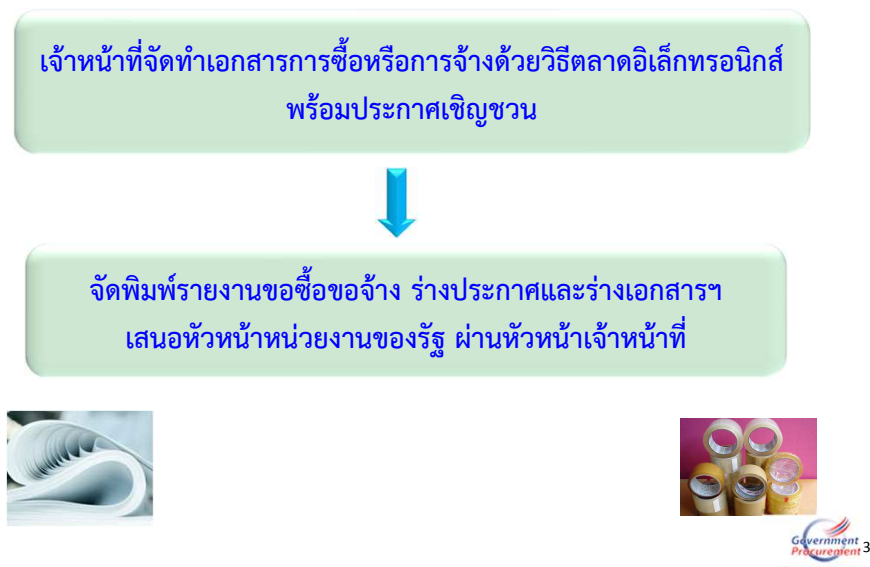 เจ้าหน้าที่จัดทำเอกสารการซื้อหรือการจ้างด้วยวิธีตลาดอิเล็กทรอนิกส์
พร้อมประกาศเชิญชวน
จัดพิมพ์รายงานขอซื้อขอจ้าง ร่างประกาศและร่างเอกสารฯ
เสนอหัวหน้าหน่วยงานของรัฐ ผ่านหัวหน้าเจ้าหน้าที่
Government
Procurement 3